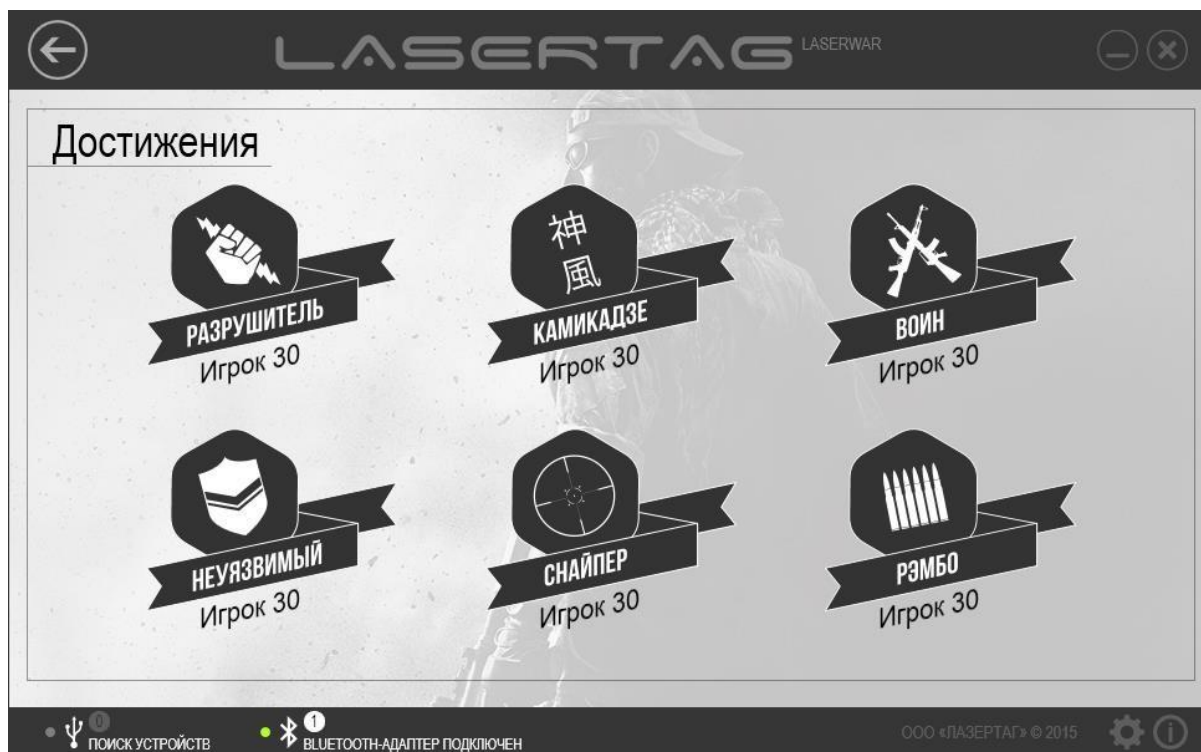 LASERTAG LASERWAR
Достижения
神
風
РАЗРУШИТЕЛЬ
КАМИКАДЗЕ
ВОИН
Игрок 30
Игрок 30
Игрок 30
НЕУЯЗВИМЫЙ
СНАЙПЕР
РЭМБО
Игрок 30
Игрок 30
Игрок 30
0
ПОИСК УСТРОЙСТВ
1
BLUETOOTH-АДАПТЕР ПОДКЛЮЧЕН
ООО «ЛАЗЕРТАГ» © 2015